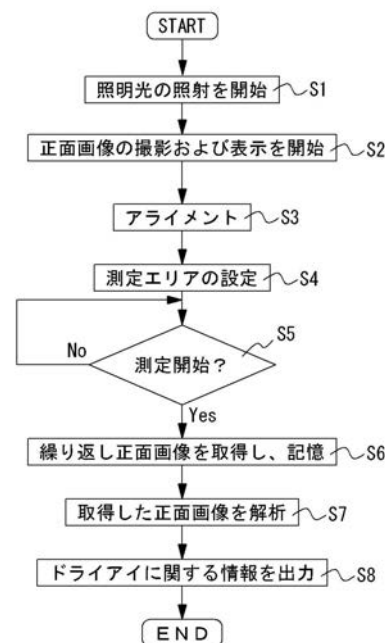 START
照明光の照射を開始 S1
正面画像の撮影および表示を開始 S2
アライメント S3
測定エリアの設定 S4
S5
No 測定開始？
Yes
繰り返し正面画像を取得し、記憶 S6
取得した正面画像を解析 S7
ドライアイに関する情報を出力 S8
END